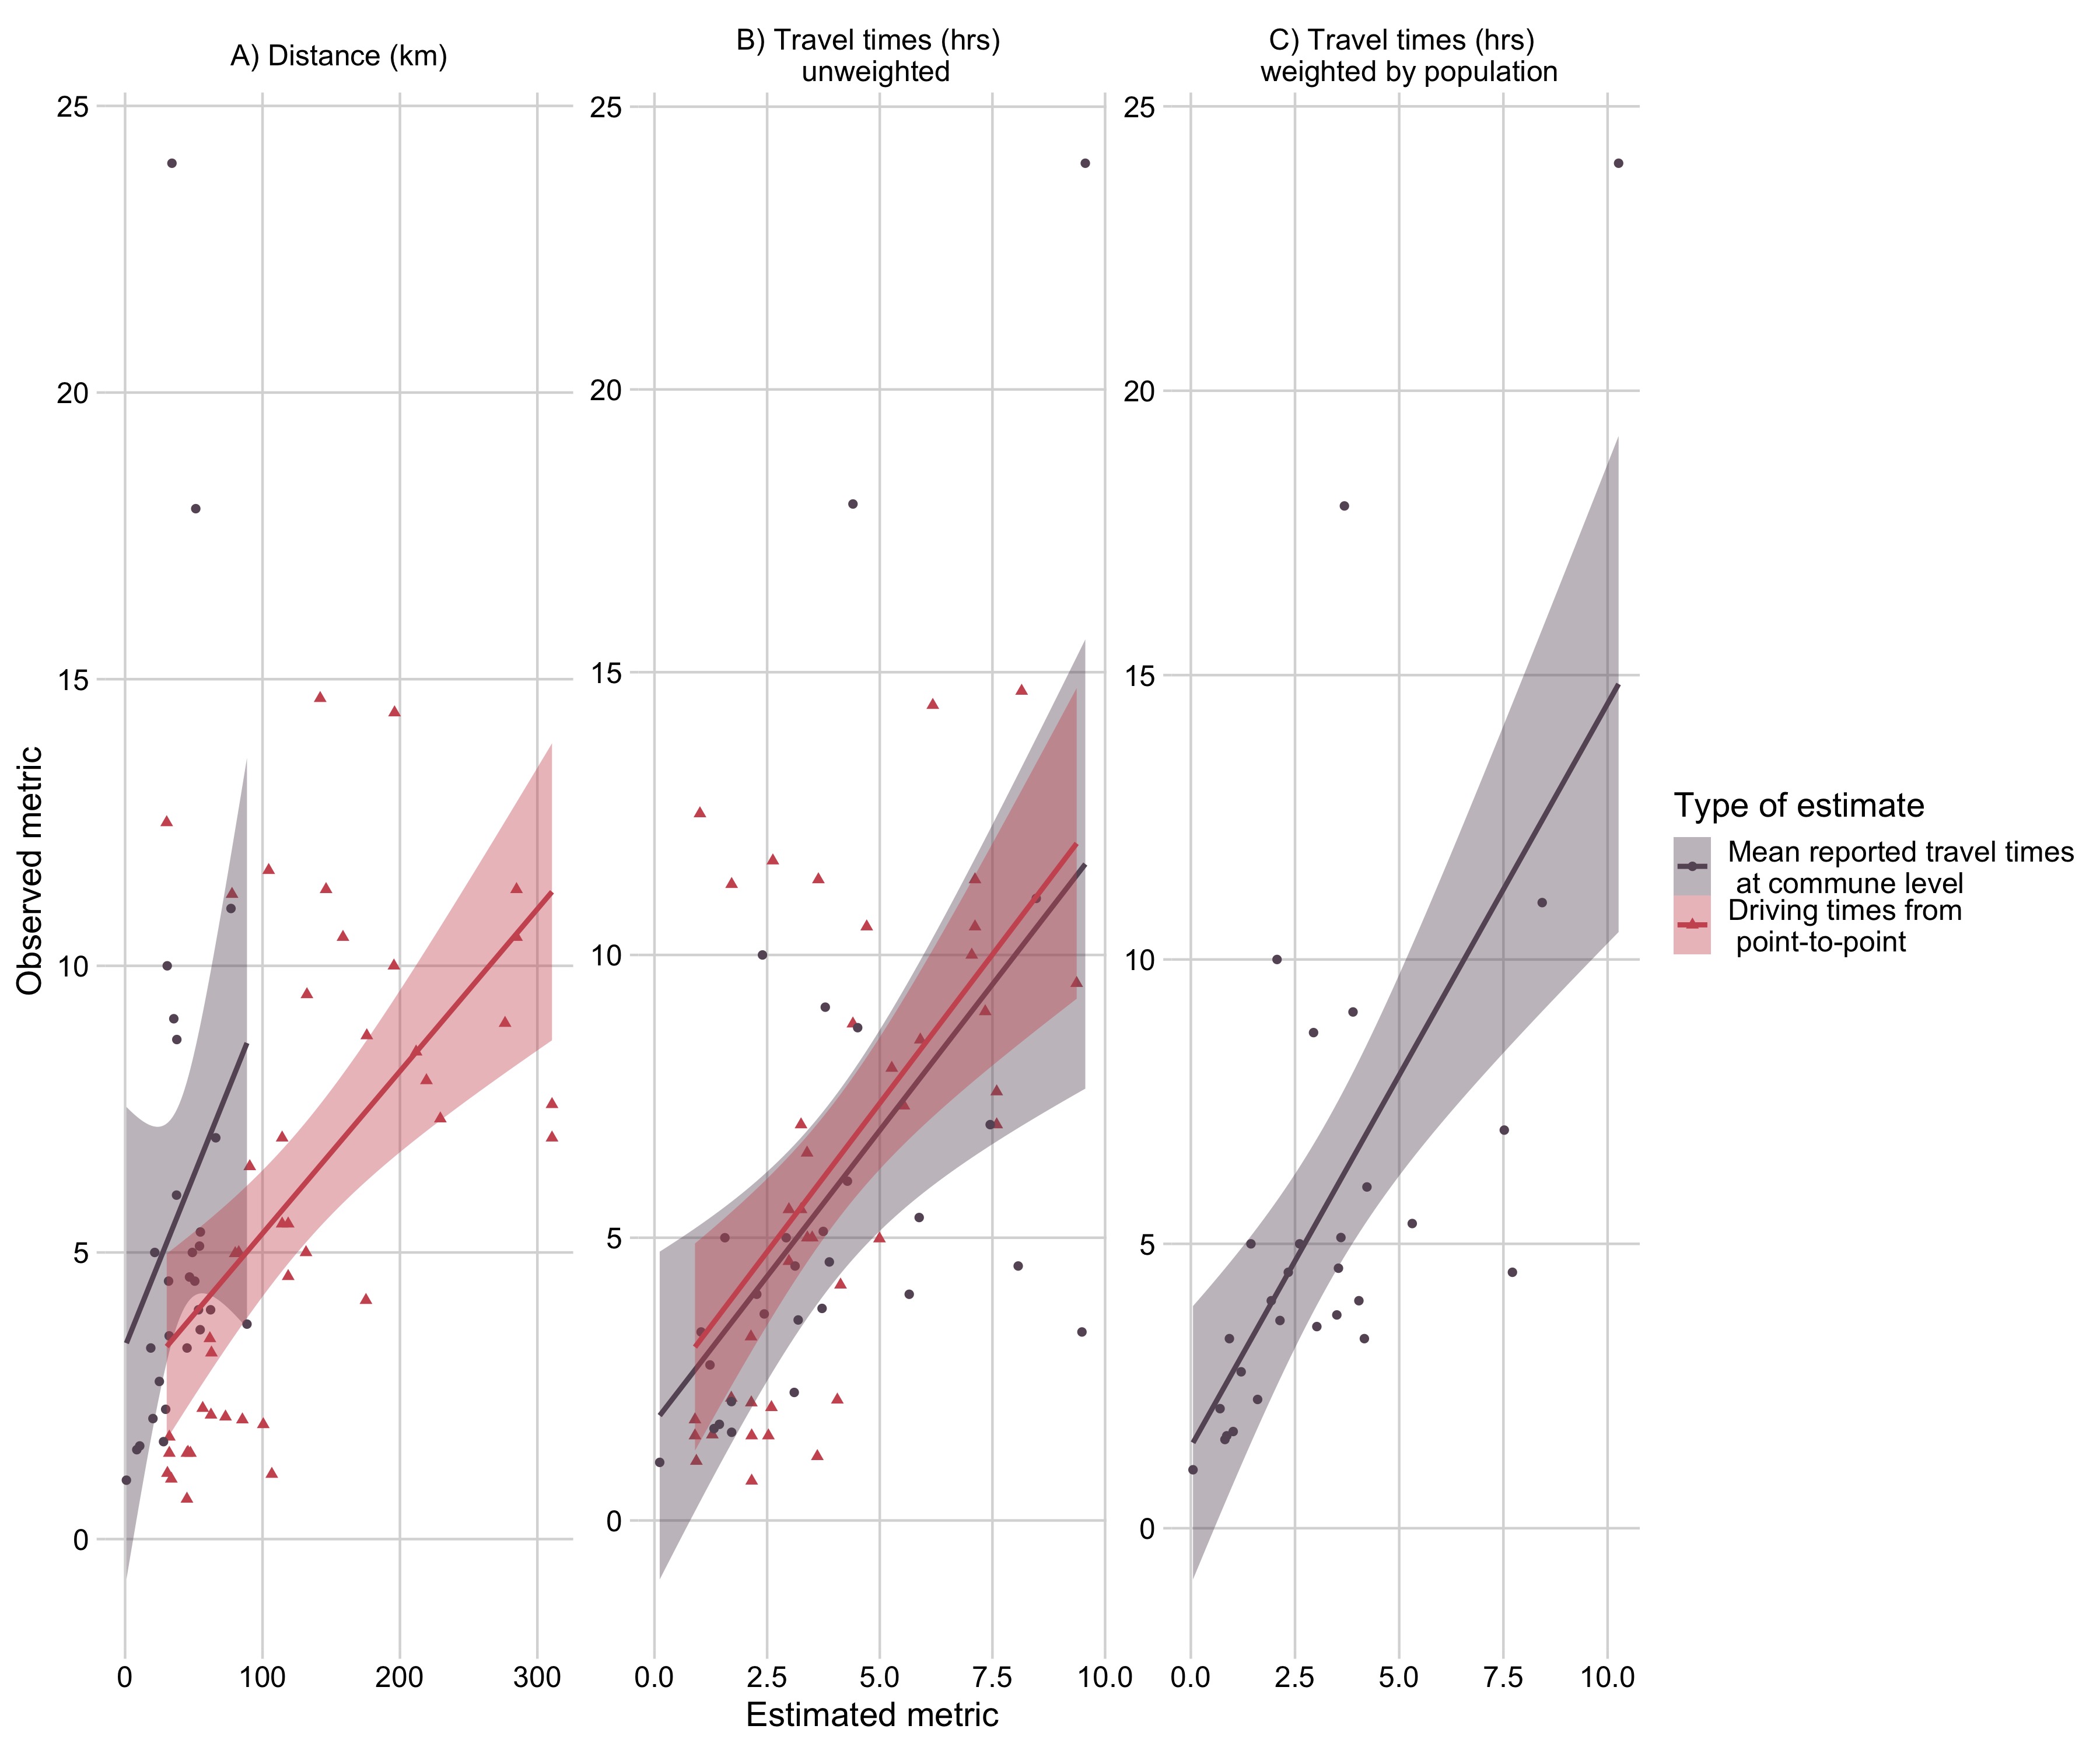 A) Distance (km)
B) Travel times (hrs)
unweighted
C) Travel times (hrs)
weighted by population
25
20
15
10
5
0
25
20
15
10
5
0
25
20
15
10
5
0
0 100 200 300
0.0 2.5 5.0 7.5 10.0
0.0 2.5 5.0 7.5 10.0
Observed metric
Estimated metric
Type of estimate
Mean reported travel times
at commune level
Driving times from
point-to-point